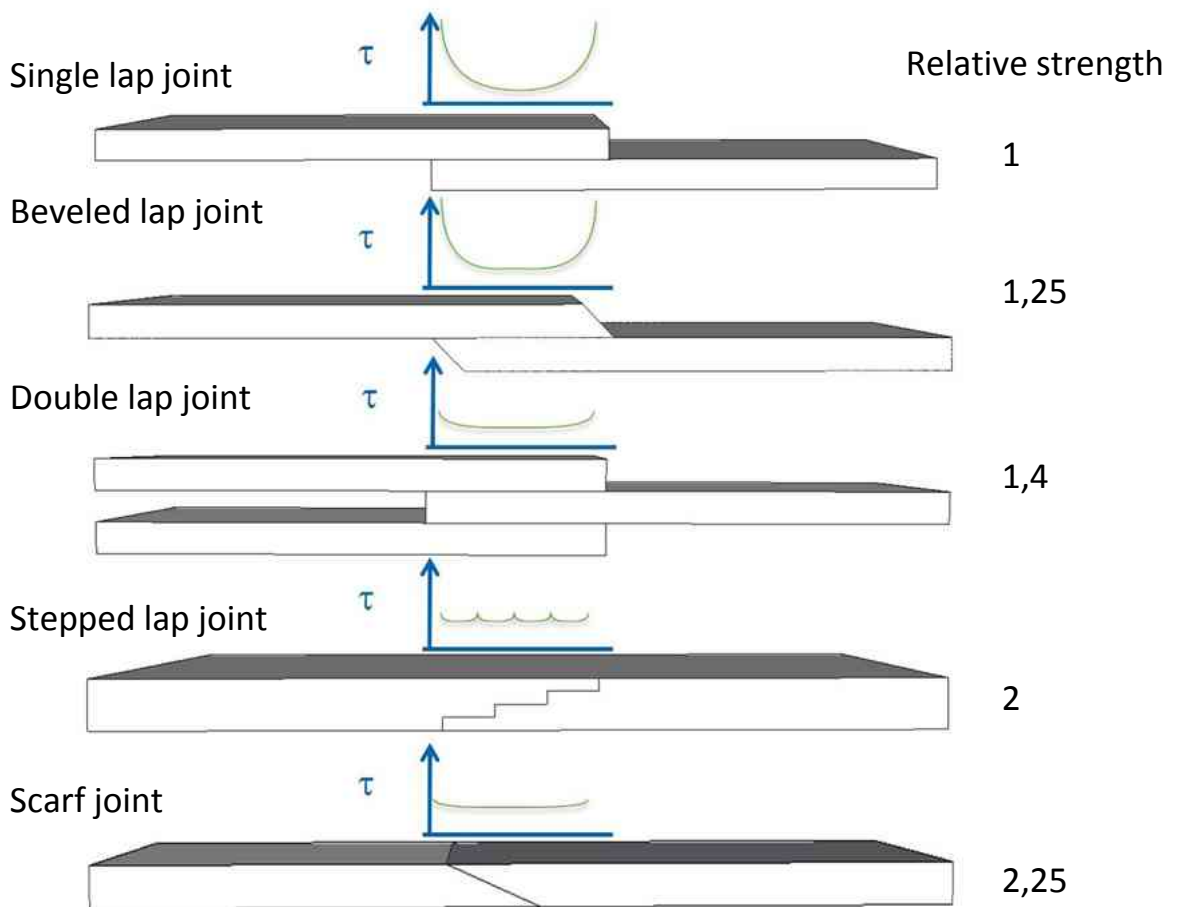 Relative strength
Single lap joint
τ
1
Beveled lap joint
τ
1,25
Double lap joint
τ
1,4
Stepped lap joint
τ
2
Scarf joint
τ
2,25